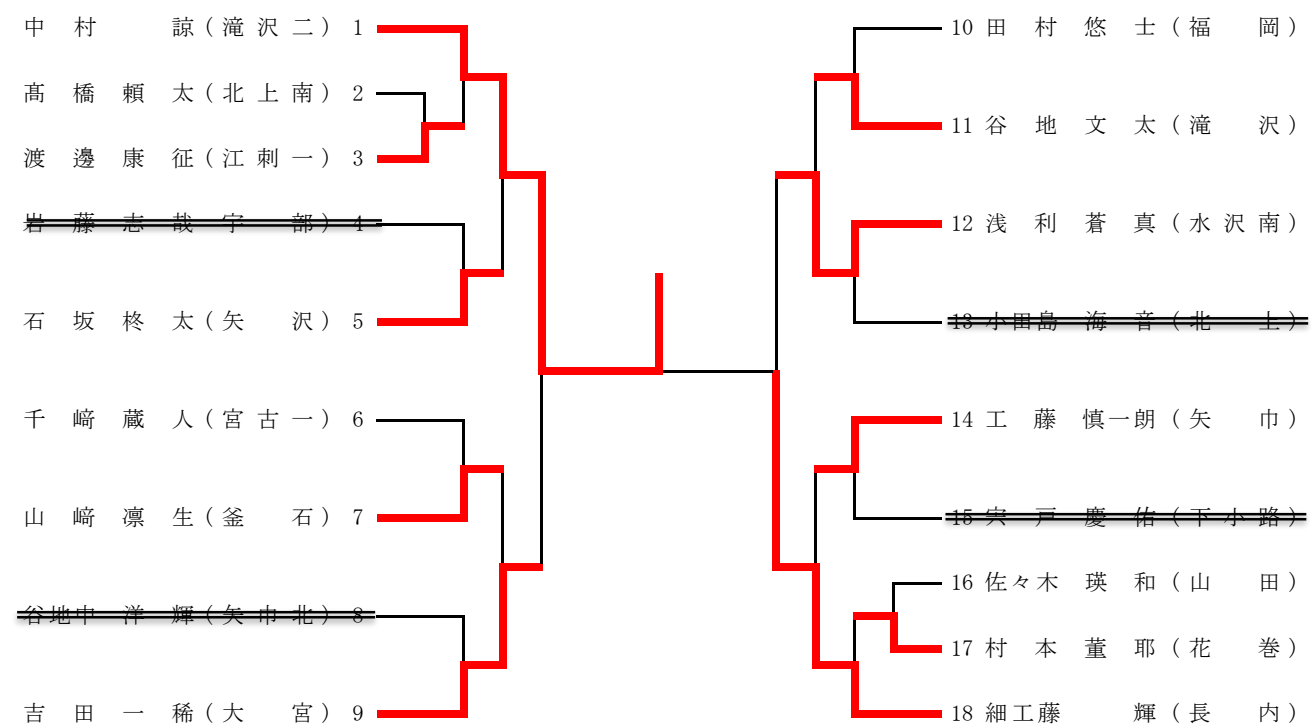 中村 諒(滝沢二) 1
髙橋頼太(北上南) 2
渡邊康征(江刺一) 3
岩藤志哉宇部) 4
石坂柊太(矢沢) 5
千﨑蔵人(宮古一) 6
山﨑凛生(釜石) 7
谷地中洋輝(矢巾北) 8
吉田一稀(大宮) 9
10 田村悠士(福岡)
11 谷地文太(滝沢)
12 浅利蒼真(水沢南)
13 小田島海音(北上)
14 工藤慎一朗(矢巾)
15 宍戸慶佑(下小路)
16 佐々木瑛和(山田)
17 村本菫耶(花巻)
18 細工藤 輝(長内)